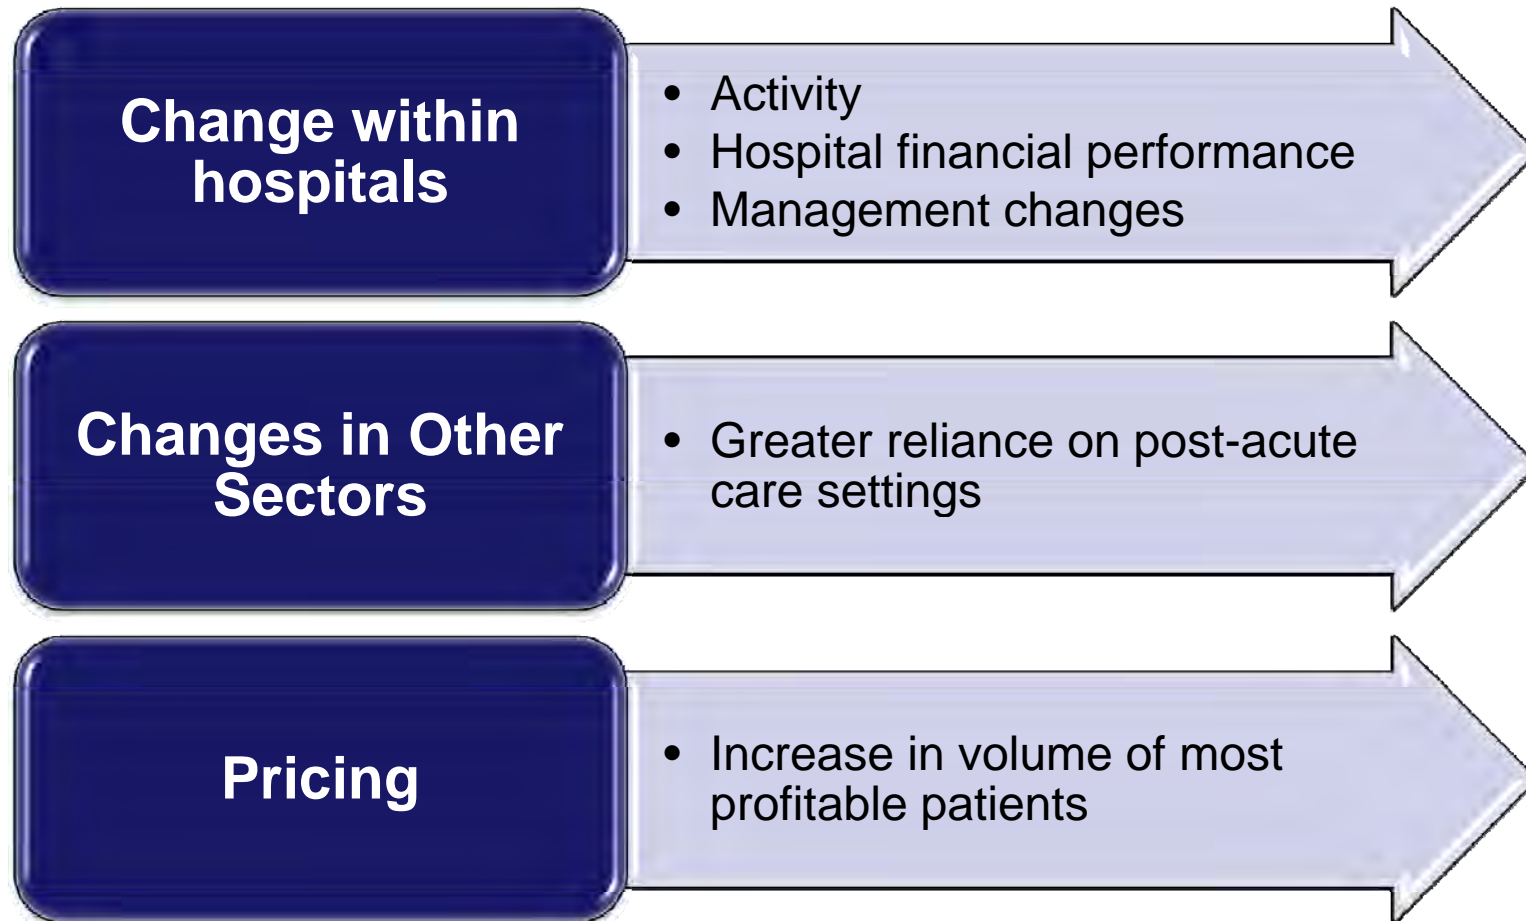 Change within
hospitals
• Activity
• Hospital financial performance
• Management changes
Changes in Other
Sectors
• Greater reliance on post-acute
care settings
Pricing
• Increase in volume of most
profitable patients